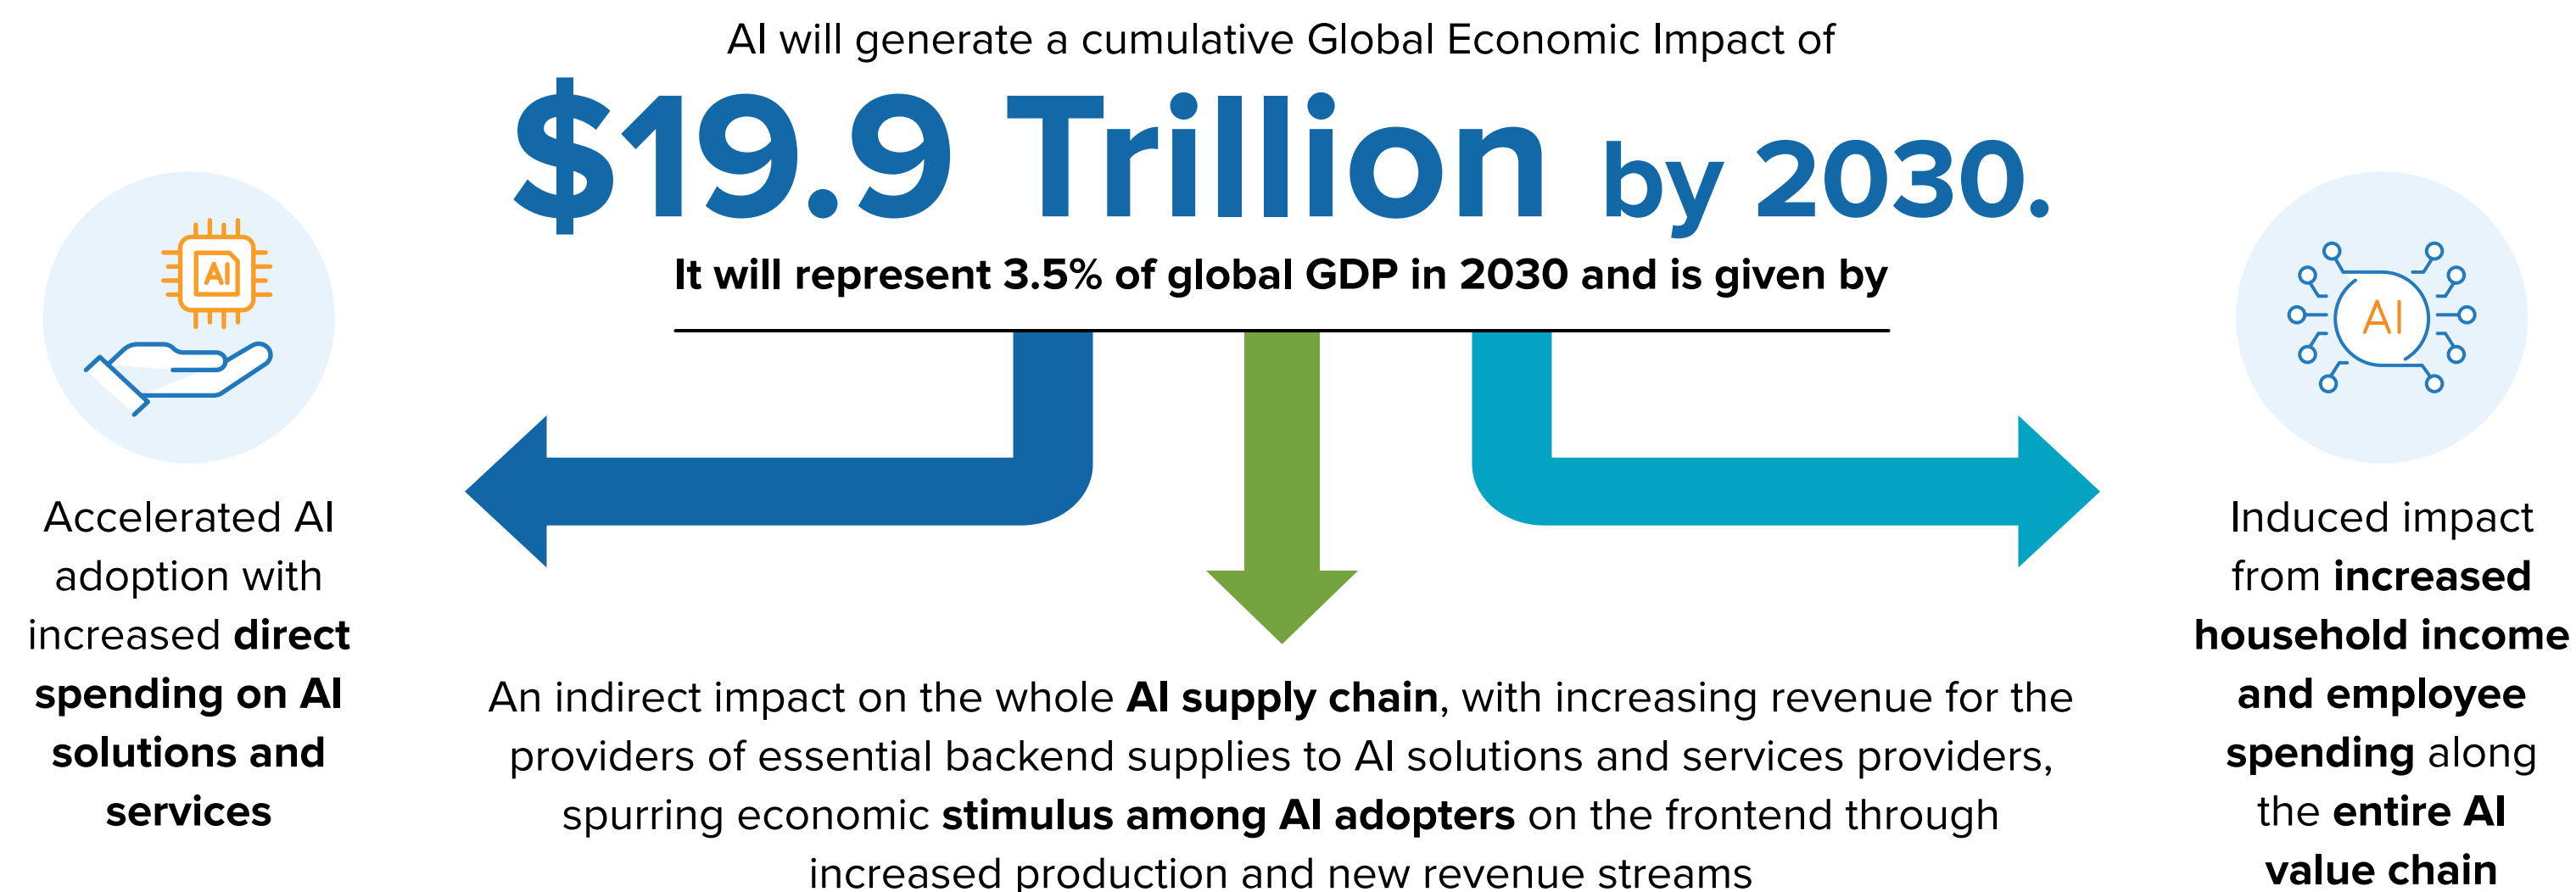 AI will generate a cumulative Global Economic Impact of
$19.9 Trillion by 2030.
It will represent 3.5% of global GDP in 2030 and is given by
AI
Accelerated AI
adoption with
increased direct
spending on AI
solutions and
services
An indirect impact on the whole AI supply chain, with increasing revenue for the
providers of essential backend supplies to AI solutions and services providers,
spurring economic stimulus among AI adopters on the frontend through
increased production and new revenue streams
AI
Induced impact
from increased
household income
and employee
spending along
the entire AI
value chain